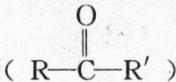 O
( R—C—R′ )